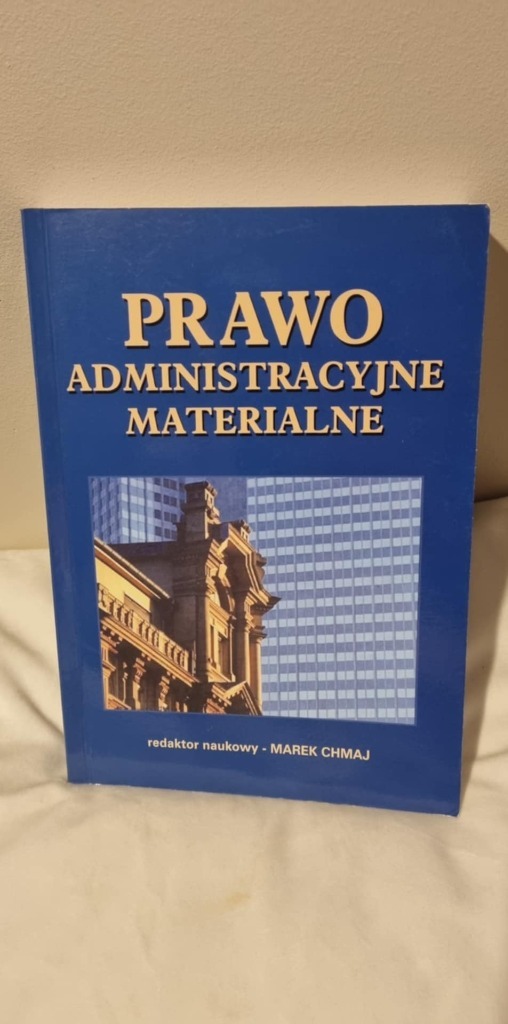 PRAWO
ADMINISTRACYJNE
MATERIALNE
redaktor naukowy - MAREK CHMAJ